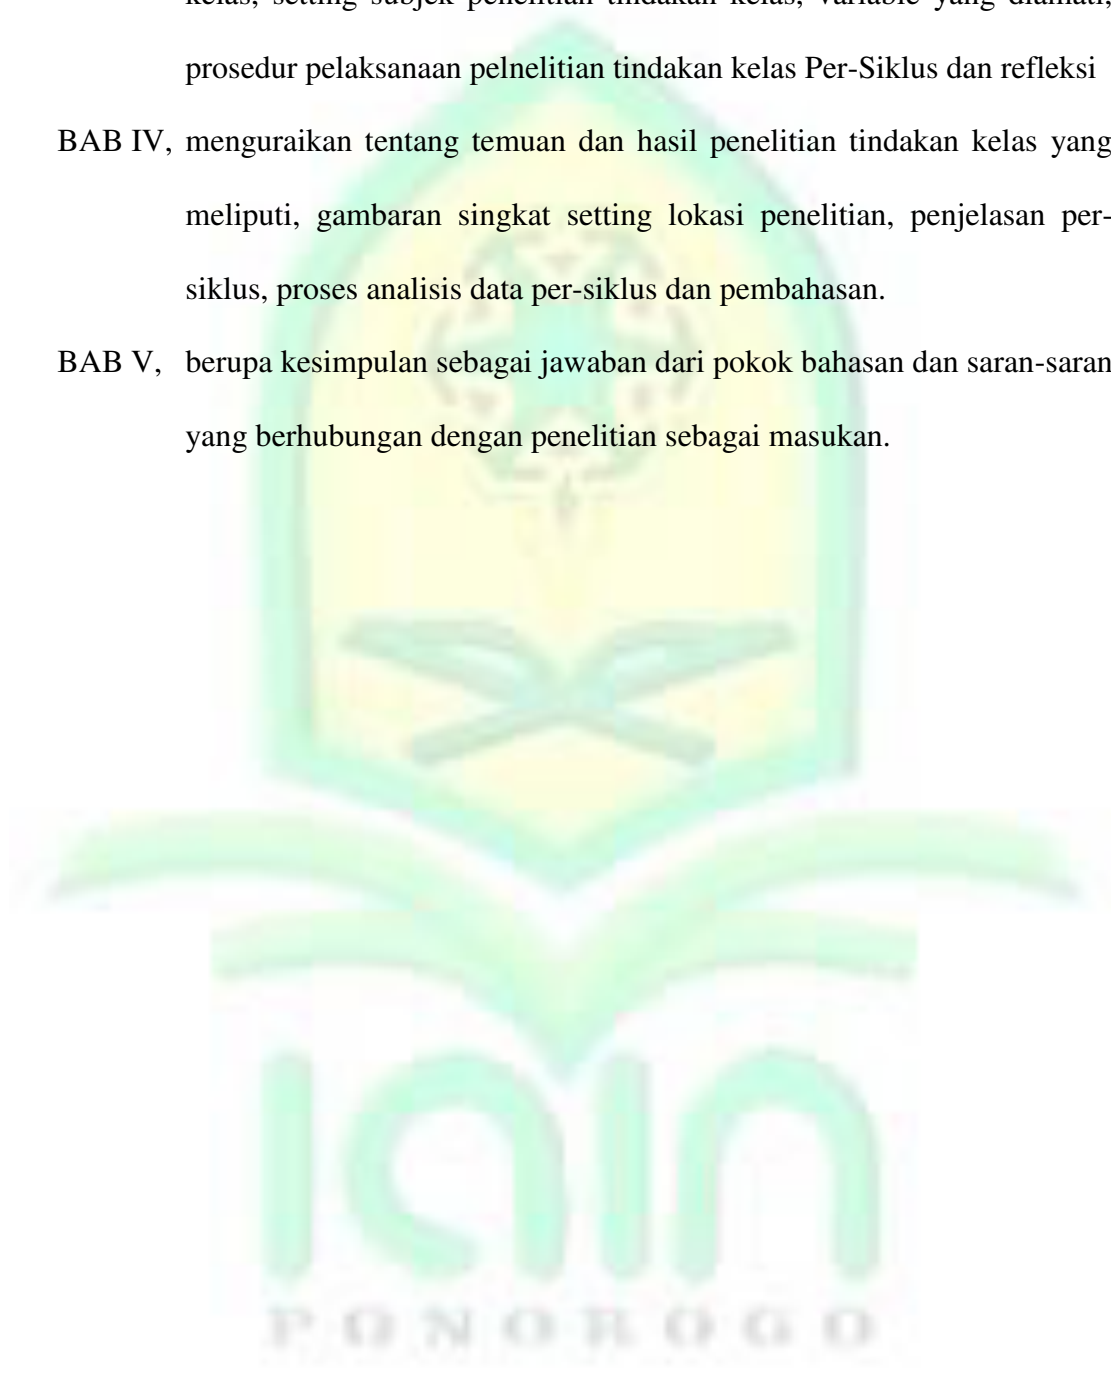 kelas, setting subjek penelitian tindakan kelas, variable yang diamati,
prosedur pelaksanaan pelnelitian tindakan kelas Per-Siklus dan refleksi
BAB IV, menguraikan tentang temuan dan hasil penelitian tindakan kelas yang
meliputi, gambaran singkat setting lokasi penelitian, penjelasan per-
siklus, proses analisis data per-siklus dan pembahasan.
BAB V, berupa kesimpulan sebagai jawaban dari pokok bahasan dan saran-saran
yang berhubungan dengan penelitian sebagai masukan.
iain
PONOROGO